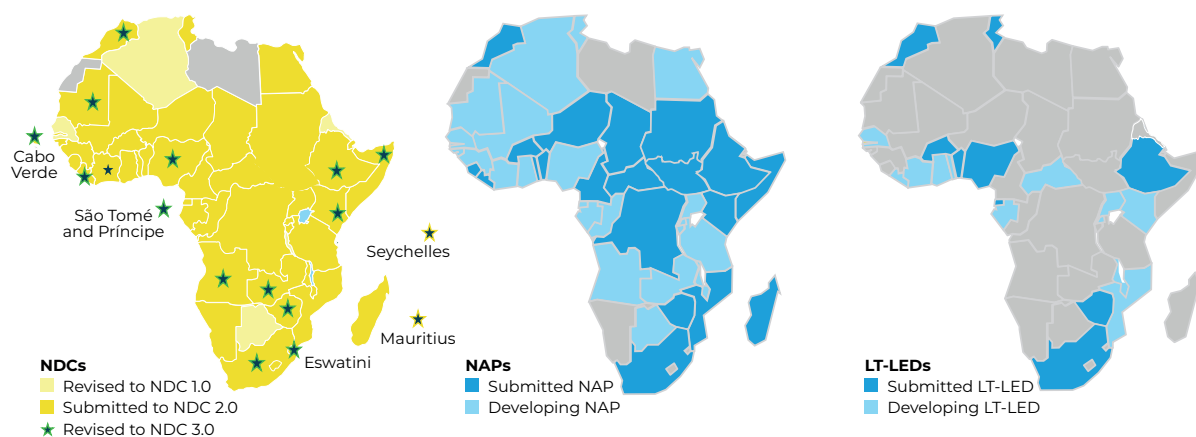 Cabo
Verde
São Tomé
and Príncipe
Seychelles
Mauritius
Eswatini
NDCs
Revised to NDC 1.0
Submitted to NDC 2.0
Revised to NDC 3.0
NAPs
Submitted NAP
Developing NAP
LT-LEDs
Submitted LT-LED
Developing LT-LED